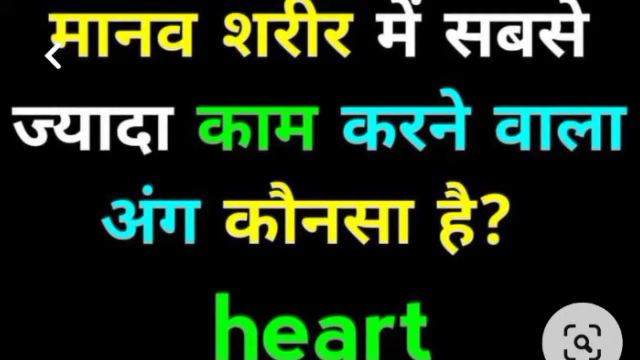 मानव शरीर में सबसे
ज्यादा काम करने वाला
अंग कौनसा है?
heart